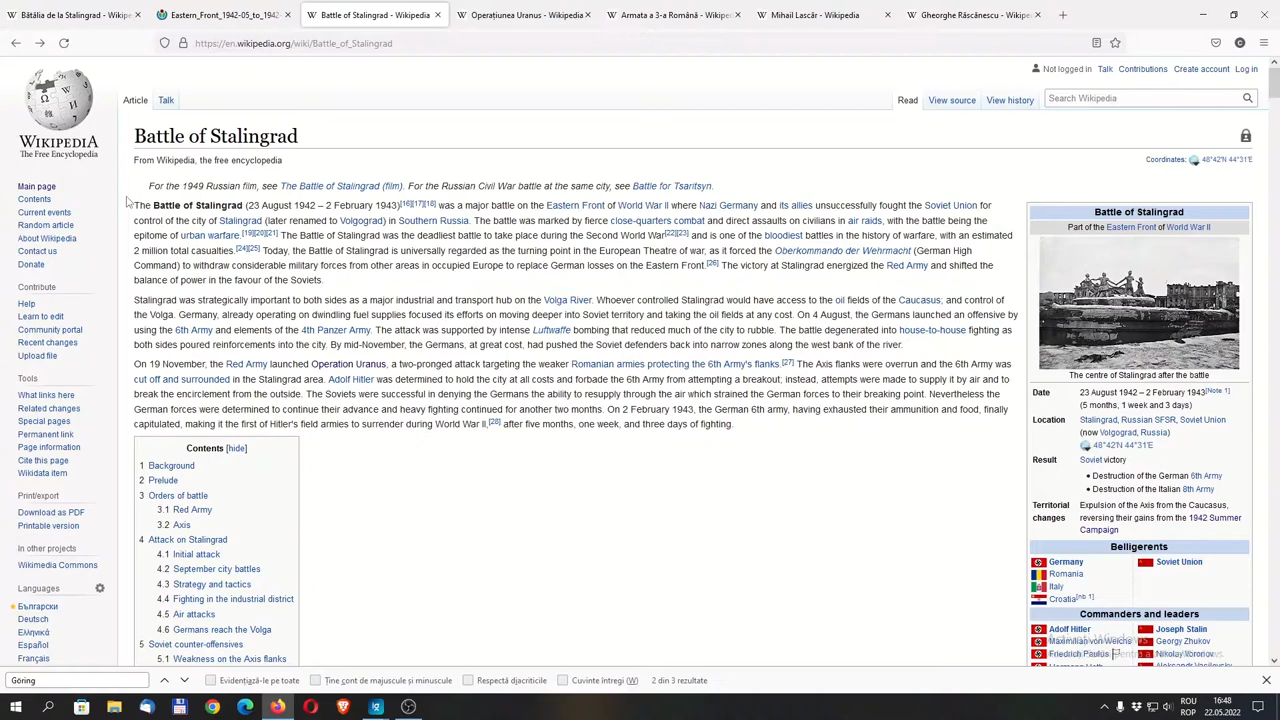 Bătălia de la Stalingrad - Wiki
Eastern_Front_1942-05_to_1942-
Battle of Stalingrad - Wikipedia
Operațiunea Uranus - Wikipedia
Armata a 3-a Română - Wikipedia
Mihail Lascăr - Wikipedia
Gheorghe Răscănescu - Wikipedia
https://en.wikipedia.org/wiki/Battle_of_Stalingrad
Not logged in Talk Contributions Create account Log in
Article Talk Read View source View history Search Wikipedia
WIKIPEDIA
The Free Encyclopedia
Main page
Contents
Current events
Random article
About Wikipedia
Contact us
Donate
Contribute
Help
Learn to edit
Community portal
Recent changes
Upload file
Tools
What links here
Related changes
Special pages
Permanent link
Page information
Cite this page
Wikidata item
Print/export
Download as PDF
Printable version
In other projects
Wikimedia Commons
Languages
Български
Deutsch
Ελληνικά
Español
Français
Battle of Stalingrad
From Wikipedia, the free encyclopedia
Coordinates: 48°42′N 44°31′E
For the 1949 Russian film, see The Battle of Stalingrad (film). For the Russian Civil War battle at the same city, see Battle for Tsaritsyn.
The Battle of Stalingrad (23 August 1942 – 2 February 1943)[16][17][18] was a major battle on the Eastern Front of World War II where Nazi Germany and its allies unsuccessfully fought the Soviet Union for
control of the city of Stalingrad (later renamed to Volgograd) in Southern Russia. The battle was marked by fierce close-quarters combat and direct assaults on civilians in air raids, with the battle being the
epitome of urban warfare.[19][20][21] The Battle of Stalingrad was the deadliest battle to take place during the Second World War[22][23] and is one of the bloodiest battles in the history of warfare, with an estimated
2 million total casualties.[24][25] Today, the Battle of Stalingrad is universally regarded as the turning point in the European Theatre of war, as it forced the Oberkommando der Wehrmacht (German High
Command) to withdraw considerable military forces from other areas in occupied Europe to replace German losses on the Eastern Front.[26] The victory at Stalingrad energized the Red Army and shifted the
balance of power in the favour of the Soviets.
Stalingrad was strategically important to both sides as a major industrial and transport hub on the Volga River. Whoever controlled Stalingrad would have access to the oil fields of the Caucasus; and control of
the Volga. Germany, already operating on dwindling fuel supplies focused its efforts on moving deeper into Soviet territory and taking the oil fields at any cost. On 4 August, the Germans launched an offensive by
using the 6th Army and elements of the 4th Panzer Army. The attack was supported by intense Luftwaffe bombing that reduced much of the city to rubble. The battle degenerated into house-to-house fighting as
both sides poured reinforcements into the city. By mid-November, the Germans, at great cost, had pushed the Soviet defenders back into narrow zones along the west bank of the river.
On 19 November, the Red Army launched Operation Uranus, a two-pronged attack targeting the weaker Romanian armies protecting the 6th Army's flanks.[27] The Axis flanks were overrun and the 6th Army was
cut off and surrounded in the Stalingrad area. Adolf Hitler was determined to hold the city at all costs and forbade the 6th Army from attempting a breakout; instead, attempts were made to supply it by air and to
break the encirclement from the outside. The Soviets were successful in denying the Germans the ability to resupply through the air which strained the German forces to their breaking point. Nevertheless the
German forces were determined to continue their advance and heavy fighting continued for another two months. On 2 February 1943, the German 6th army, having exhausted their ammunition and food, finally
capitulated, making it the first of Hitler's field armies to surrender during World War II,[28] after five months, one week, and three days of fighting.
Contents [hide]
1 Background
2 Prelude
3 Orders of battle
3.1 Red Army
3.2 Axis
4 Attack on Stalingrad
4.1 Initial attack
4.2 September city battles
4.3 Strategy and tactics
4.4 Fighting in the industrial district
4.5 Air attacks
4.6 Germans reach the Volga
5 Soviet counter-offensives
5.1 Weakness on the Axis flanks
Battle of Stalingrad
Part of the Eastern Front of World War II
The centre of Stalingrad after the battle
Date 23 August 1942 – 2 February 1943[Note 1]
(5 months, 1 week and 3 days)
Location Stalingrad, Russian SFSR, Soviet Union
(now Volgograd, Russia)
48°42′N 44°31′E
Result Soviet victory
• Destruction of the German 6th Army
• Destruction of the Italian 8th Army
Territorial changes Expulsion of the Axis from the Caucasus,
reversing their gains from the 1942 Summer
Campaign
Belligerents
Germany Soviet Union
Romania
Italy
Croatia[nb 1]
Commanders and leaders
Adolf Hitler Joseph Stalin
Maximilian von Weichs Georgy Zhukov
Friedrich Paulus Nikolay Voronov
Aleksandr Vasilevsky
Göring
Evidențiază-le pe toate
Ține cont de majuscule și minuscule
Respectă djacriticile
Cuvinte întregi (W)
2 din 3 rezultate
ROU
ROP
16:48
22.05.2022